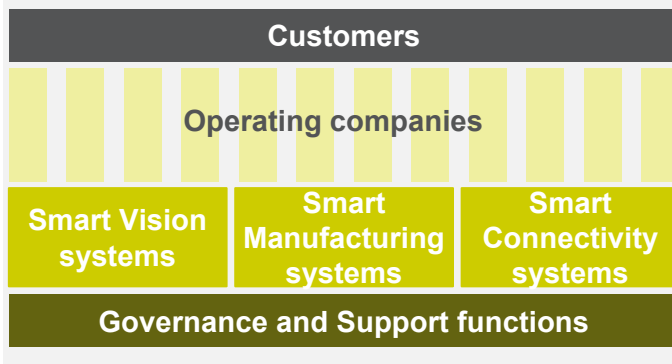 Customers
Operating companies
Smart Vision
systems
Smart
Manufacturing
systems
Smart
Connectivity
systems
Governance and Support functions